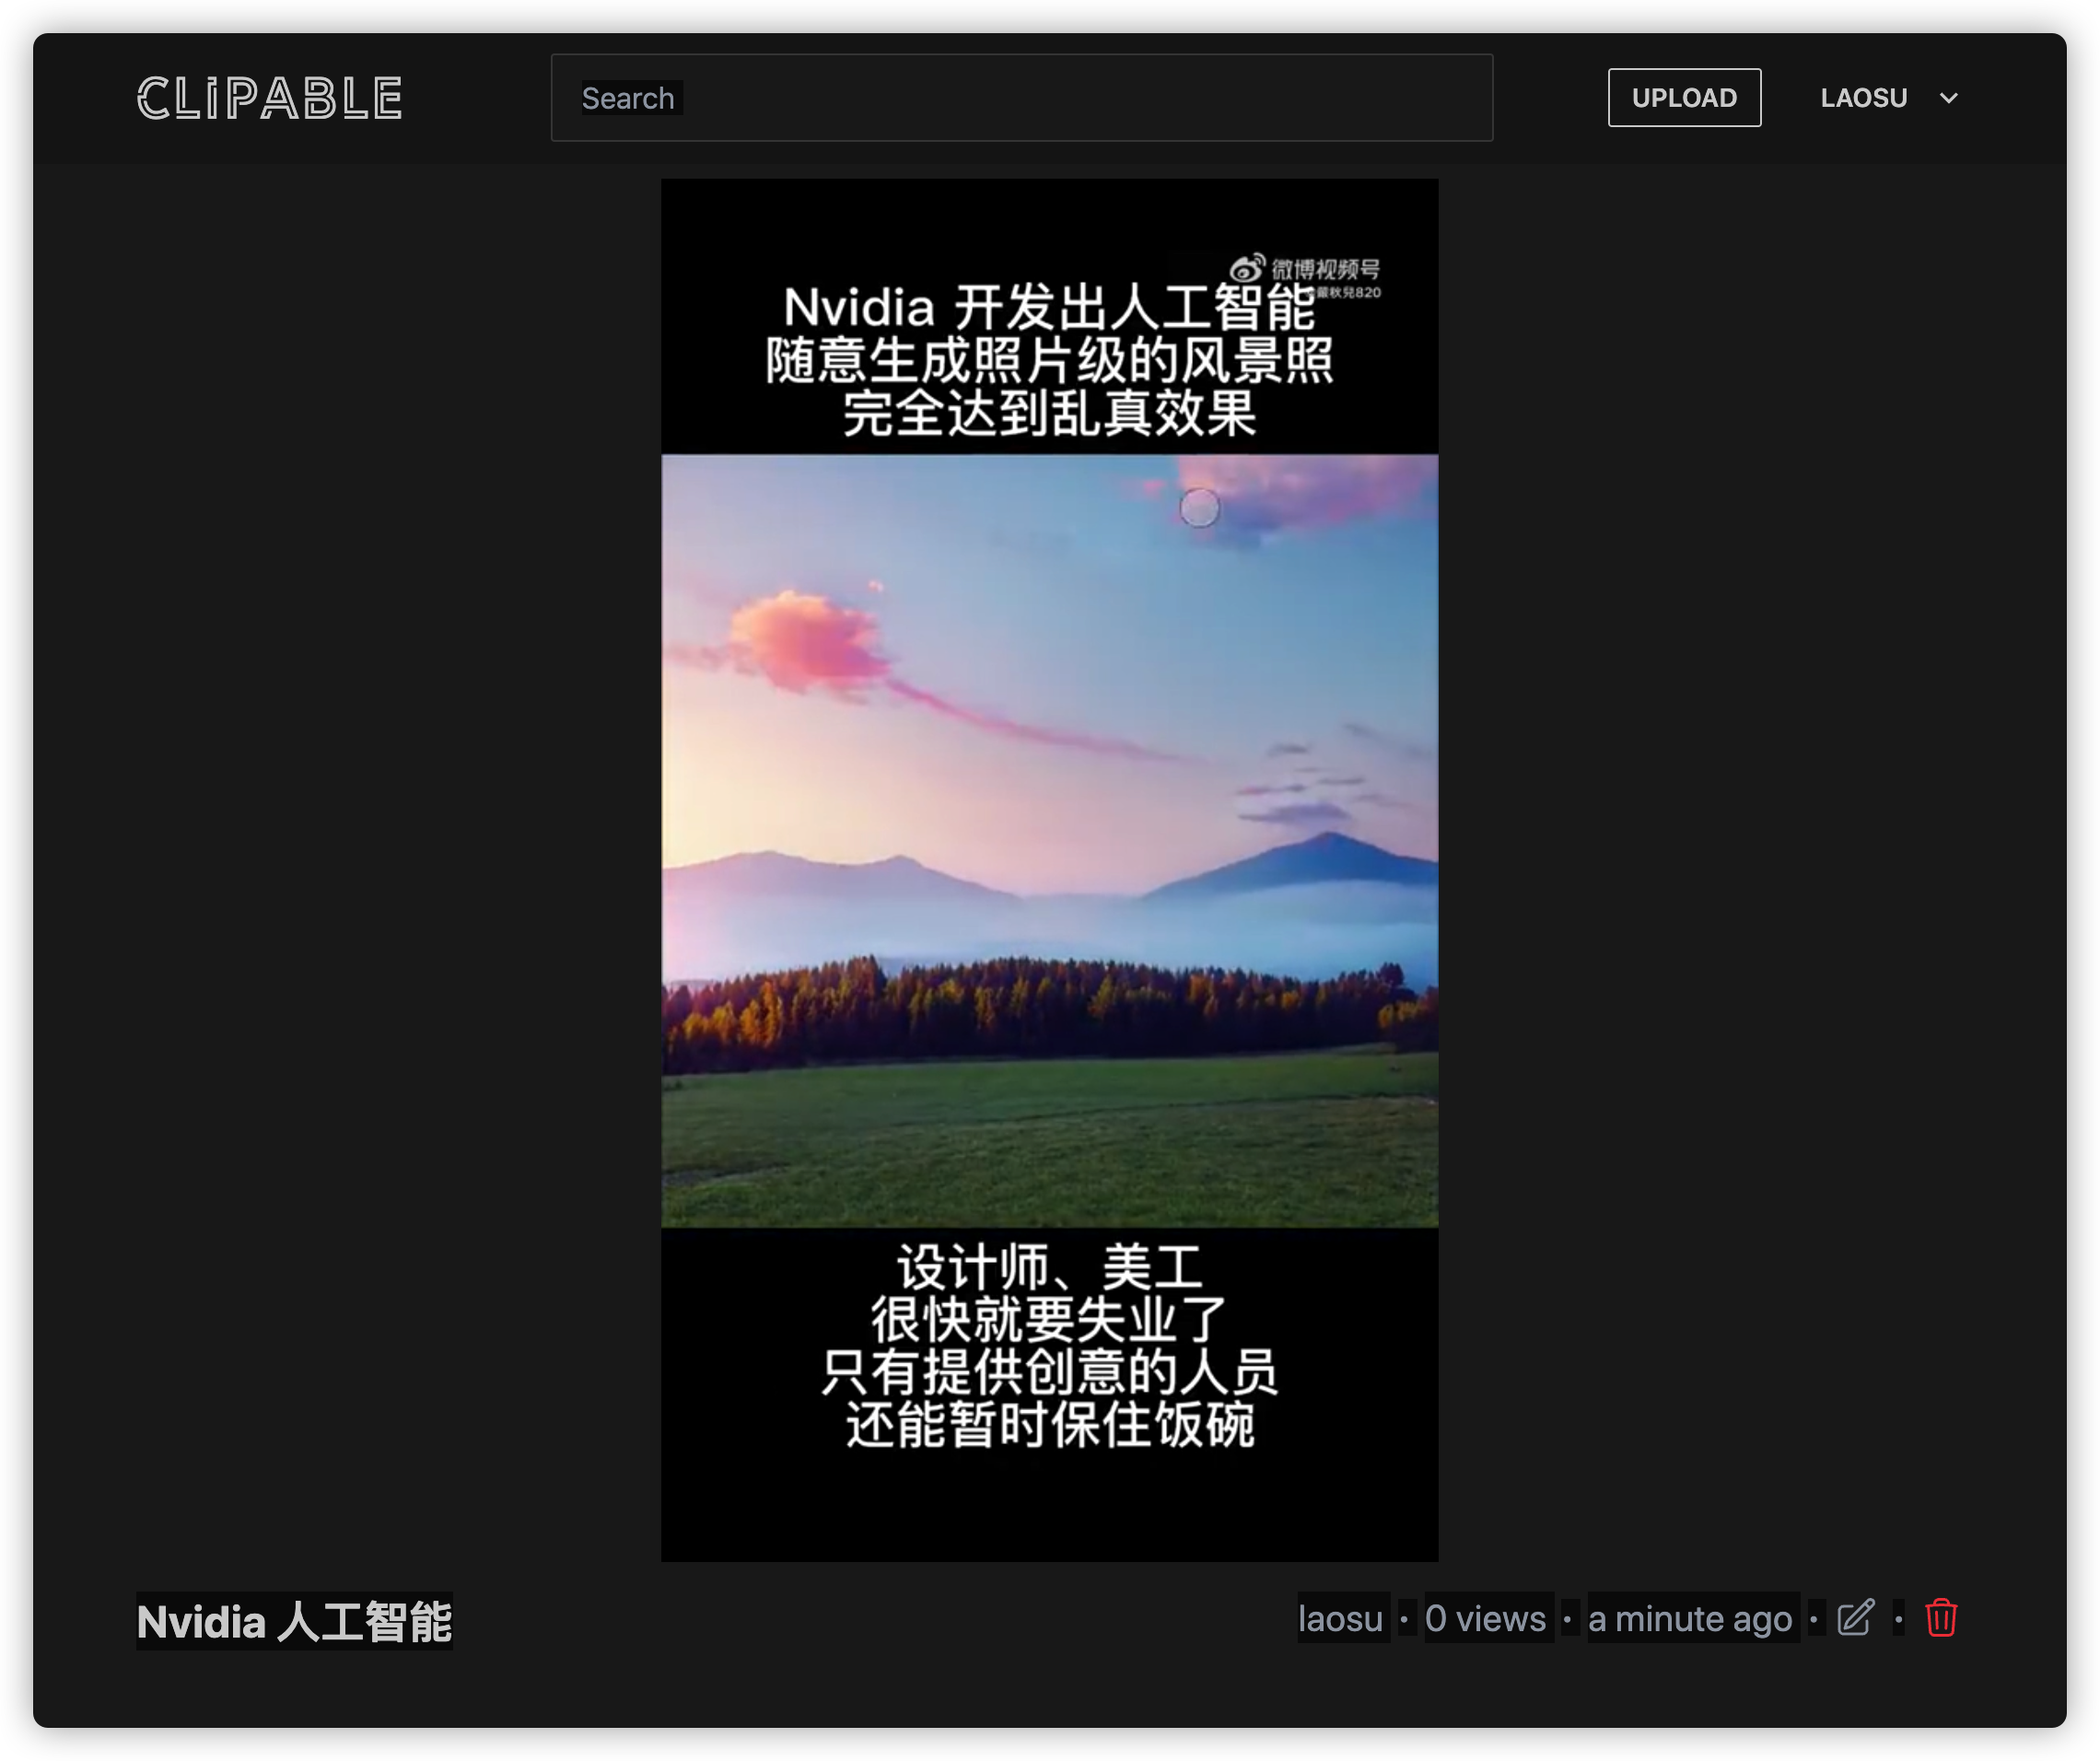 CLiPABLE
Search
UPLOAD
LAOSU
微博视频号
820
Nvidia 开发出人工智能
随意生成照片级的风景照
完全达到乱真效果
设计师、美工
很快就要失业了
只有提供创意的人员
还能暂时保住饭碗
Nvidia 人工智能
laosu · 0 views · a minute ago · ·